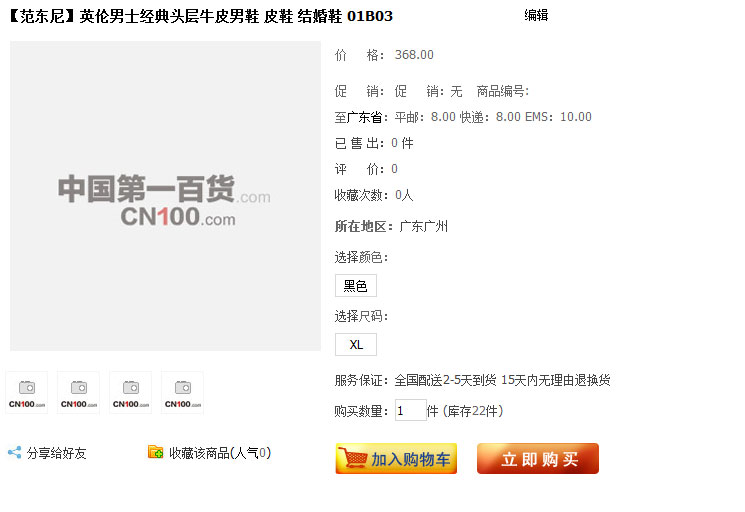 【范东尼】英伦男士经典头层牛皮男鞋 皮鞋 结婚鞋 01B03
编辑
中国第一百货.com
CN100.com
价 格： 368.00
促 销： 促 销：无 商品编号:
至广东省：平邮：8.00 快递：8.00 EMS：10.00
已 售 出：0 件
评 价：0
收藏次数：0人
所在地区：广东广州
选择颜色：
黑色
选择尺码：
XL
服务保证：全国配送2-5天到货 15天内无理由退换货
购买数量：1 件 (库存22件)
CN100.com CN100.com CN100.com CN100.com
分享给好友
收藏该商品(人气0)
加入购物车
立即购买